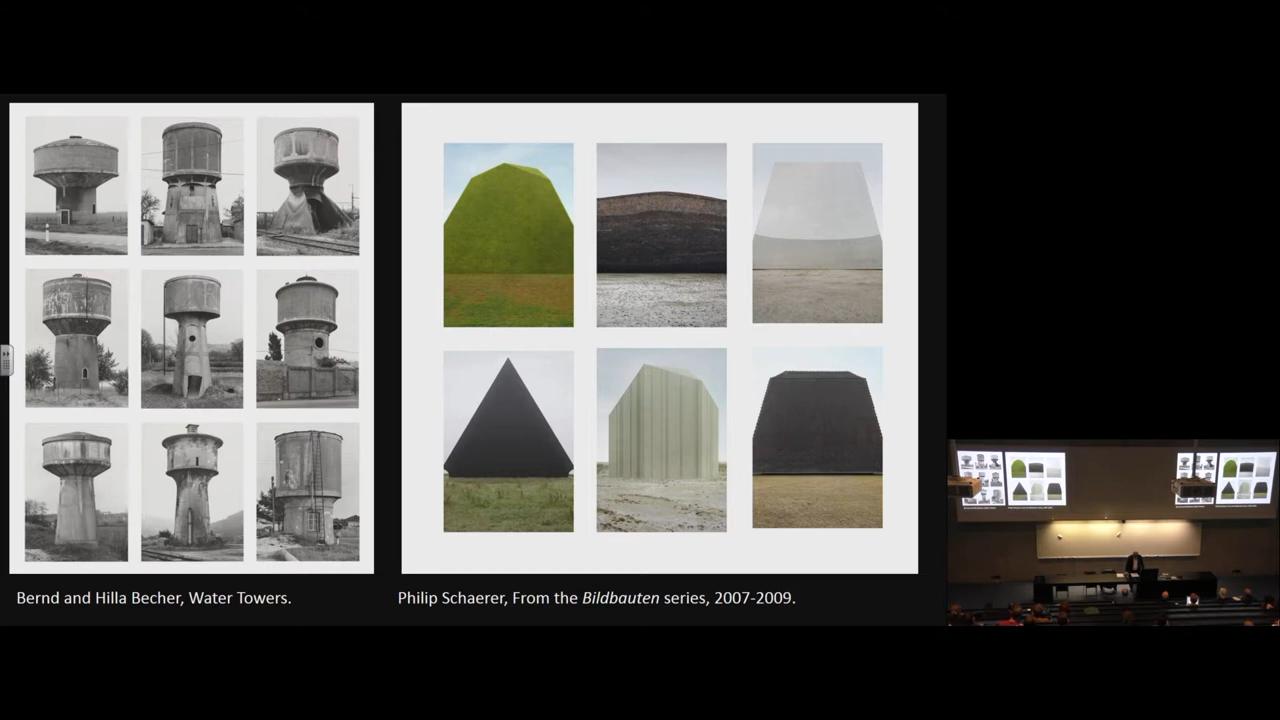 Bernd and Hilla Becher, Water Towers.
Philip Schaerer, From the Bildbauten series, 2007-2009.